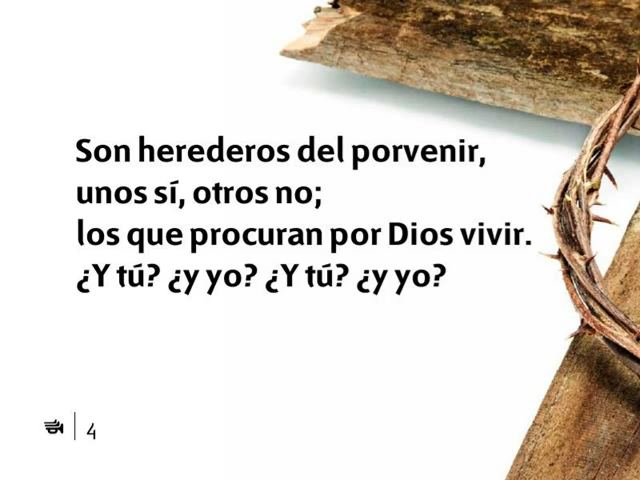 Son herederos del porvenir,
unos sí, otros no;
los que procuran por Dios vivir.
¿Y tú? ¿y yo? ¿Y tú? ¿y yo?
4